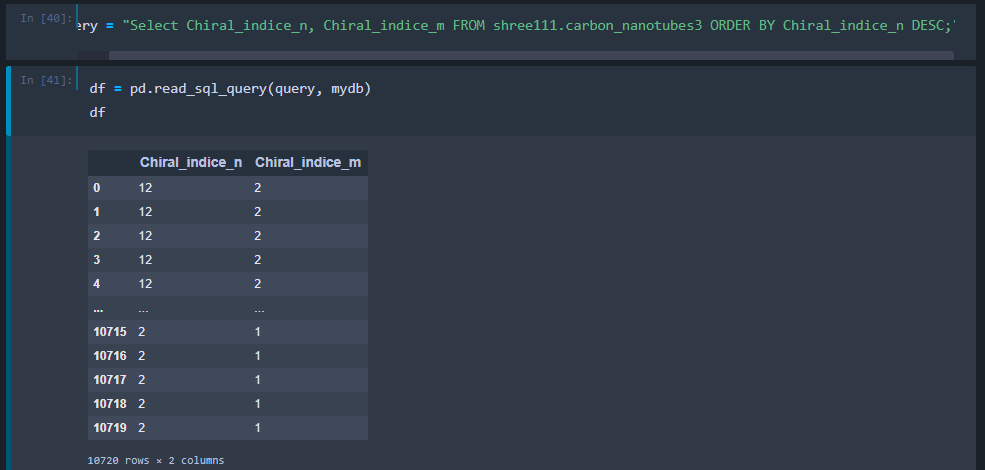 In [40]: ery = "Select Chiral_indice_n, Chiral_indice_m FROM shree111.carbon_nanotubes3 ORDER BY Chiral_indice_n DESC;"
In [41]: df = pd.read_sql_query(query, mydb)
df
Chiral_indice_n Chiral_indice_m
0 12 2
1 12 2
2 12 2
3 12 2
4 12 2
... ... ...
10715 2 1
10716 2 1
10717 2 1
10718 2 1
10719 2 1
10720 rows × 2 columns